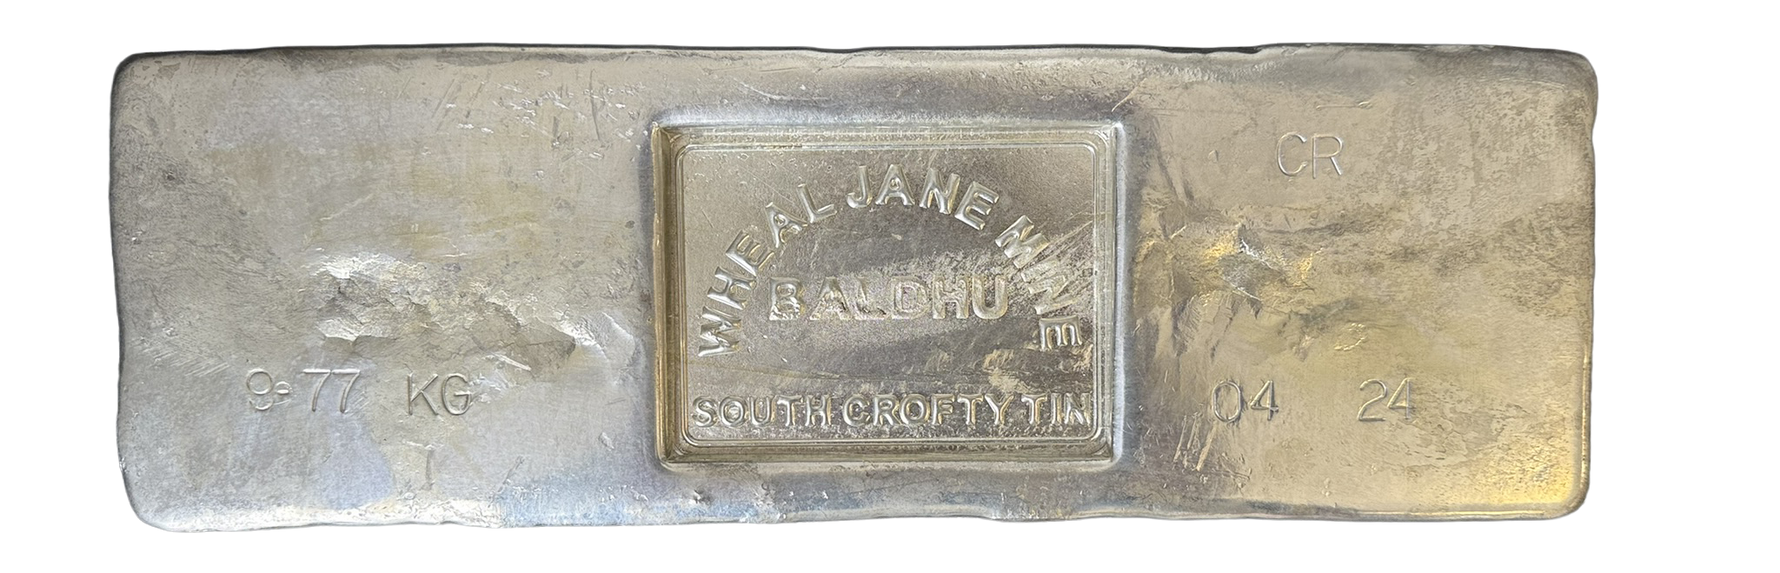 CR
WHEAL JANE MINE
BALDHU
9.77 KG
04 24
SOUTH CROFTY TIN